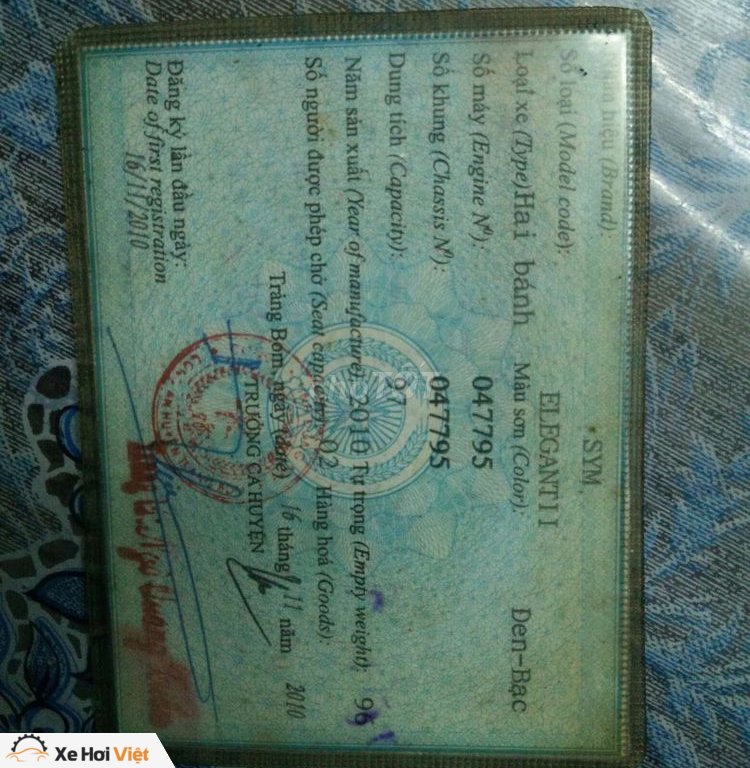 hiệu (Brand): SYM
Số loại (Model code): ELEGANT11
Loại xe (Type) Hai bánh Màu sơn (Color): Đen-Bạc
Số máy (Engine Nº): 047795
Số khung (Chassis Nº): 047795
Dung tích (Capacity): 97
Năm sản xuất (Year of manufacture) 2010 Tự trọng (Empty weight): 96
Số người được phép chở (Seat capacity) 02 Hàng hoá (Goods):
Trảng Bom, ngày (date) 16 tháng 11 năm 2010
TRƯỞNG CA HUYỆN
Đăng ký lần đầu ngày:
Date of first registration
16/11/2010
Xe Hơi Việt